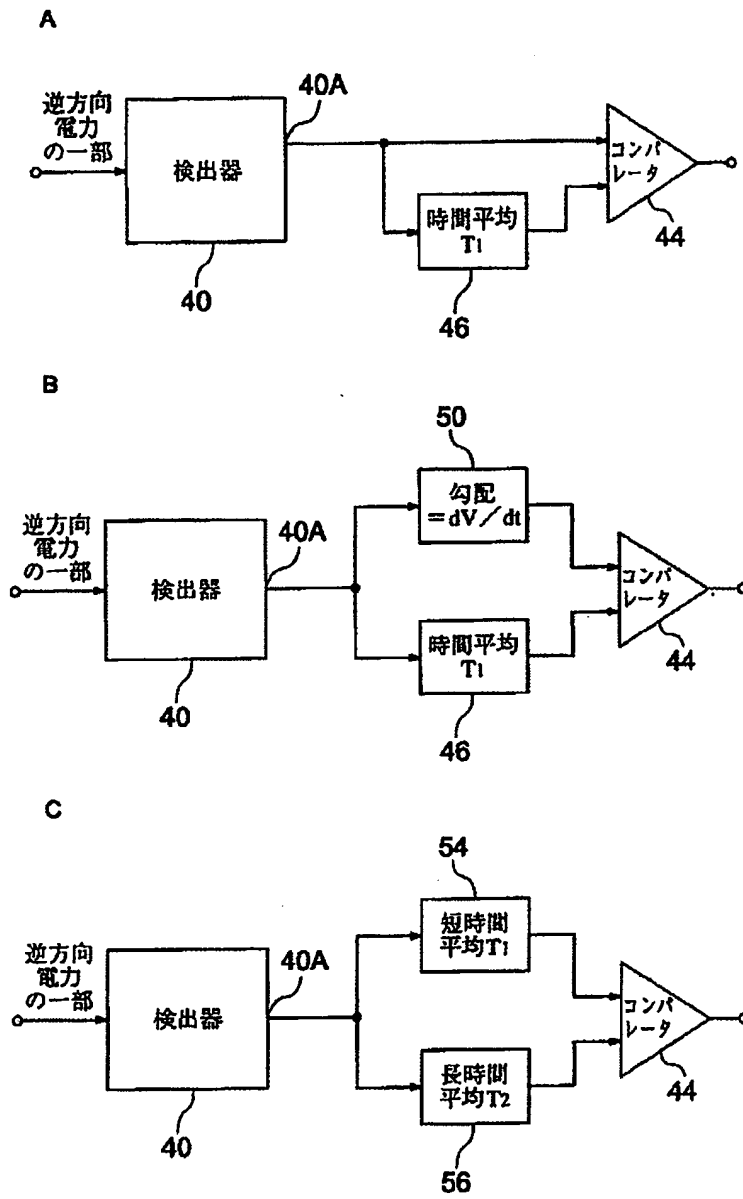 A
逆方向
電力
の一部
検出器
40
40A
時間平均
T1
46
コンパ
レータ
44
B
逆方向
電力
の一部
検出器
40
40A
50
勾配
=dV/dt
時間平均
T1
46
コンパ
レータ
44
C
逆方向
電力
の一部
検出器
40
40A
54
短時間
平均T1
長時間
平均T2
56
コンパ
レータ
44